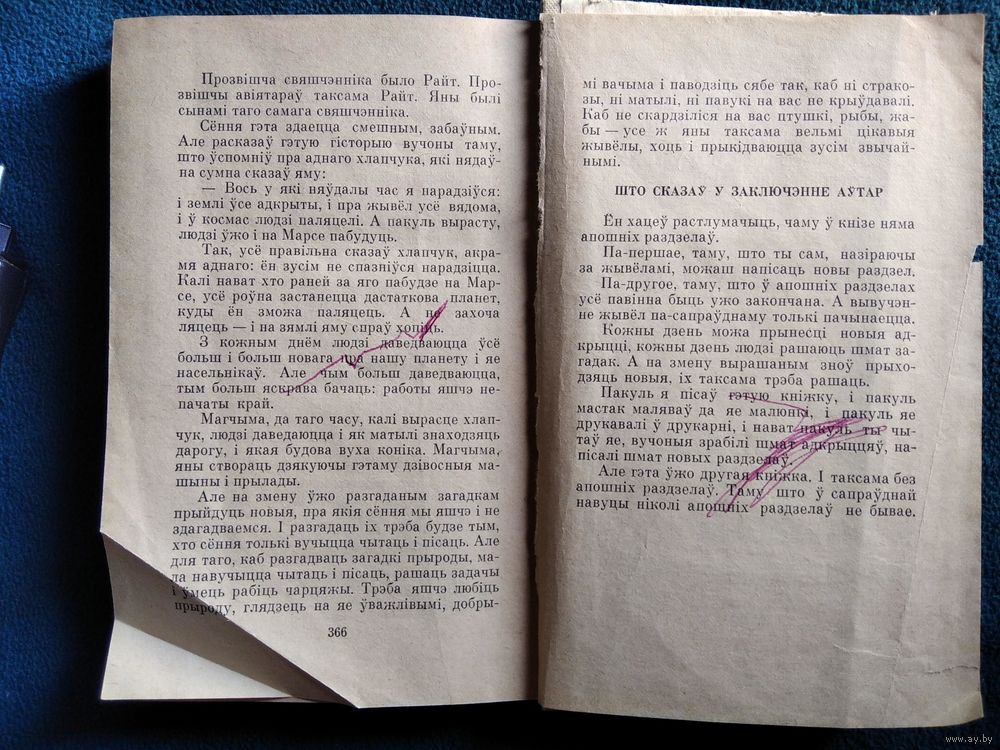 Прозвішча свяшчэнніка было Райт. Про-
звішчы авіятараў таксама Райт. Яны былі
сынамі таго самага свяшчэнніка.
Сёння гэта здаецца смешным, забаўным.
Але расказаў гэтую гісторыю вучоны таму,
што ўспомніў пра аднаго хлапчука, які нядаў-
на сумна сказаў яму:
— Вось у які няўдалы час я нарадзіўся:
і землі ўсе адкрыты, і пра жывёл усё вядома,
і ў космас людзі паляцелі. А пакуль вырасту,
людзі ўжо і на Марсе пабудуць.
Так, усё правільна сказаў хлапчук, акра-
мя аднаго: ён зусім не спазніўся нарадзіцца.
Калі нават хто раней за яго пабудзе на Мар-
се, усё роўна застанецца дастаткова планет,
куды ён зможа паляцець. А не захоча
ляцець — і на зямлі яму спраў хопіць.
З кожным днём людзі даведваюцца ўсё
больш і больш новага пра нашу планету і яе
насельнікаў. Але чым больш даведваюцца,
тым больш яскрава бачаць: работы яшчэ не-
пачаты край.
Магчыма, да таго часу, калі вырасце хлап-
чук, людзі даведаюцца і як матылі знаходзяць
дарогу, і якая будова вуха коніка. Магчыма,
яны створаць дзякуючы гэтаму дзівосныя ма-
шыны і прылады.
Але на змену ўжо разгаданым загадкам
прыйдуць новыя, пра якія сёння мы яшчэ і не
здагадваемся. І разгадаць іх трэба будзе тым,
хто сёння толькі вучыцца чытаць і пісаць. Але
для таго, каб разгадваць загадкі прыроды, ма-
ла навучыцца чытаць і пісаць, рашаць задачы
і ўмець рабіць чарцяжы. Трэба яшчэ любіць
прыроду, глядзець на яе ўважлівымі, добры-
366
мі вачыма і паводзіць сябе так, каб ні страко-
зы, ні матылі, ні павукі на вас не крыўдавалі.
Каб не скардзіліся на вас птушкі, рыбы, жа-
бы — усе ж яны таксама вельмі цікавыя
жывёлы, хоць і прыкідваюцца зусім звычай-
нымі.
ШТО СКАЗАЎ У ЗАКЛЮЧЭННЕ АЎТАР
Ён хацеў растлумачыць, чаму ў кнізе няма
апошніх раздзелаў.
Па-першае, таму, што ты сам, назіраючы
за жывёламі, можаш напісаць новы раздзел.
Па-другое, таму, што ў апошніх раздзелах
усё павінна быць ужо закончана. А вывучэн-
не жывёл па-сапраўднаму толькі пачынаецца.
Кожны дзень можа прынесці новыя ад-
крыцці, кожны дзень людзі рашаюць шмат за-
гадак. А на змену вырашаным зноў прыхо-
дзяць новыя, іх таксама трэба рашаць.
Пакуль я пісаў гэтую кніжку, і пакуль
мастак маляваў да яе малюнкі, і пакуль яе
друкавалі ў друкарні, і нават пакуль ты чы-
таў яе, вучоныя зрабілі шмат адкрыццяў, на-
пісалі шмат новых раздзелаў.
Але гэта ўжо другая кніжка. І таксама без
апошніх раздзелаў. Таму што ў сапраўднай
навуцы ніколі апошніх раздзелаў не бывае.
www.ay.by